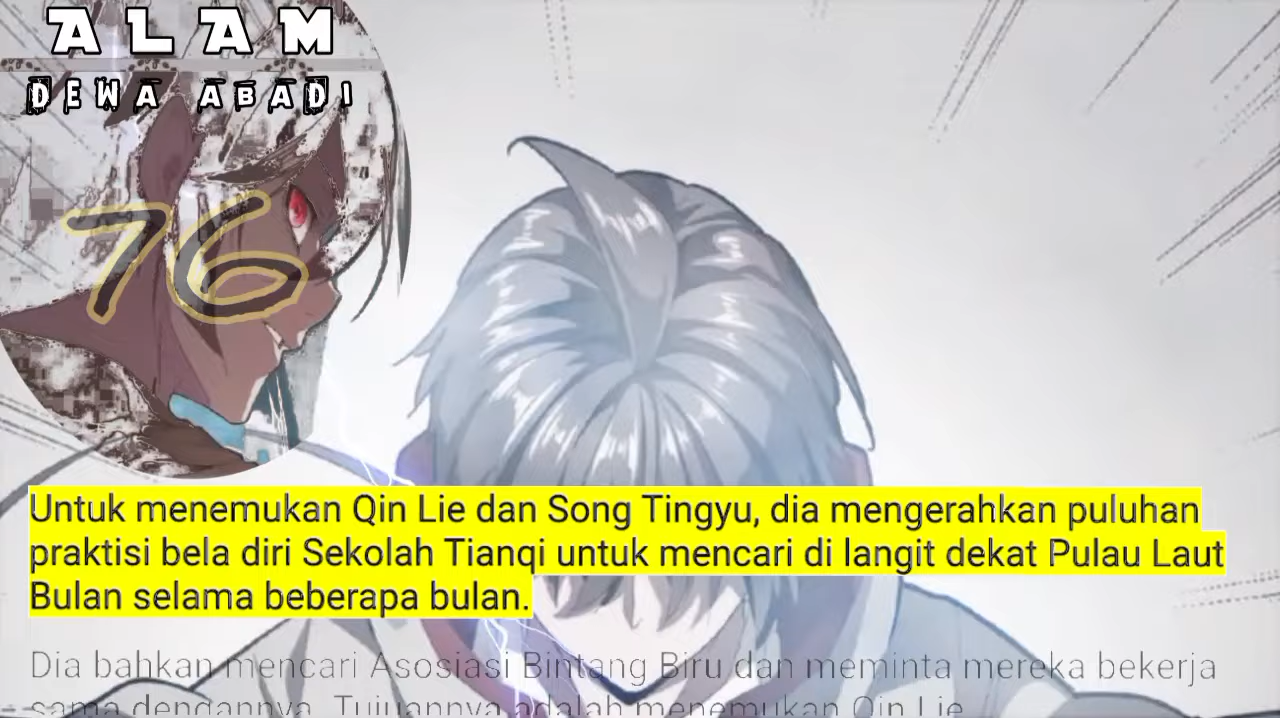 ALAM
DEWA ABADI
76
Untuk menemukan Qin Lie dan Song Tingyu, dia mengerahkan puluhan
praktisi bela diri Sekolah Tianqi untuk mencari di langit dekat Pulau Laut
Bulan selama beberapa bulan.
Dia bahkan mencari Asosiasi Bintang Biru dan meminta mereka bekerja
sama dengannya. Tujuannya adalah menemukan Qin Lie